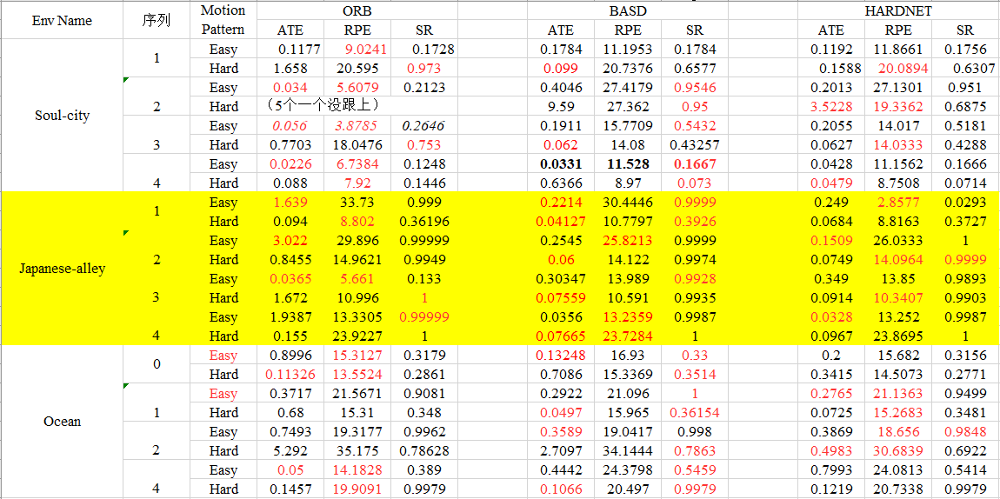 Env Name 序列 Motion Pattern ORB BASD HARDNET
ATE RPE SR ATE RPE SR ATE RPE SR
Soul-city 1 Easy 0.1177 9.0241 0.1728 0.1784 11.1953 0.1784 0.1192 11.8661 0.1756
Hard 1.658 20.595 0.973 0.099 20.7376 0.6577 0.1588 20.0894 0.6307
2 Easy 0.034 5.6079 0.2123 0.4046 27.4179 0.9546 0.2013 27.1301 0.951
Hard （5个一个没跟上） 9.59 27.362 0.95 3.5228 19.3362 0.6875
3 Easy 0.056 3.8785 0.2646 0.1911 15.7709 0.5432 0.2055 14.017 0.5181
Hard 0.7703 18.0476 0.753 0.062 14.08 0.43257 0.0627 14.0333 0.4288
4 Easy 0.0226 6.7384 0.1248 0.0331 11.528 0.1667 0.0428 11.1562 0.1666
Hard 0.088 7.92 0.1446 0.6366 8.97 0.073 0.0479 8.7508 0.0714
Japanese-alley 1 Easy 1.639 33.73 0.999 0.2214 30.4446 0.9999 0.249 2.8577 0.0293
Hard 0.094 8.802 0.36196 0.04127 10.7797 0.3926 0.0684 8.8163 0.3727
2 Easy 3.022 29.896 0.99999 0.2545 25.8213 0.9999 0.1509 26.0333 1
Hard 0.8455 14.9621 0.9949 0.06 14.122 0.9974 0.0749 14.0964 0.9999
3 Easy 0.0365 5.661 0.133 0.30347 13.989 0.9928 0.349 13.85 0.9893
Hard 1.672 10.996 1 0.07559 10.591 0.9935 0.0914 10.3407 0.9903
4 Easy 1.9387 13.3305 0.99999 0.0356 13.2359 0.9987 0.0328 13.252 0.9987
Hard 0.155 23.9227 1 0.07665 23.7284 1 0.0967 23.8695 1
Ocean 0 Easy 0.8996 15.3127 0.3179 0.13248 16.93 0.33 0.2 15.682 0.3156
Hard 0.11326 13.5524 0.2861 0.7086 15.3369 0.3514 0.3415 14.5073 0.2771
1 Easy 0.3717 21.5671 0.9081 0.2922 21.096 1 0.2765 21.1363 0.9499
Hard 0.68 15.31 0.348 0.0497 15.965 0.36154 0.0725 15.2683 0.3481
2 Easy 0.7493 19.3177 0.9962 0.3589 19.0417 0.998 0.3869 18.656 0.9848
Hard 5.292 35.175 0.78628 2.7097 34.1444 0.7863 0.4983 30.6839 0.6922
4 Easy 0.05 14.1828 0.389 0.4442 24.3798 0.5459 0.7993 24.0813 0.5414
Hard 0.1457 19.9091 0.9979 0.1066 20.497 0.9979 0.1219 20.7338 0.9979